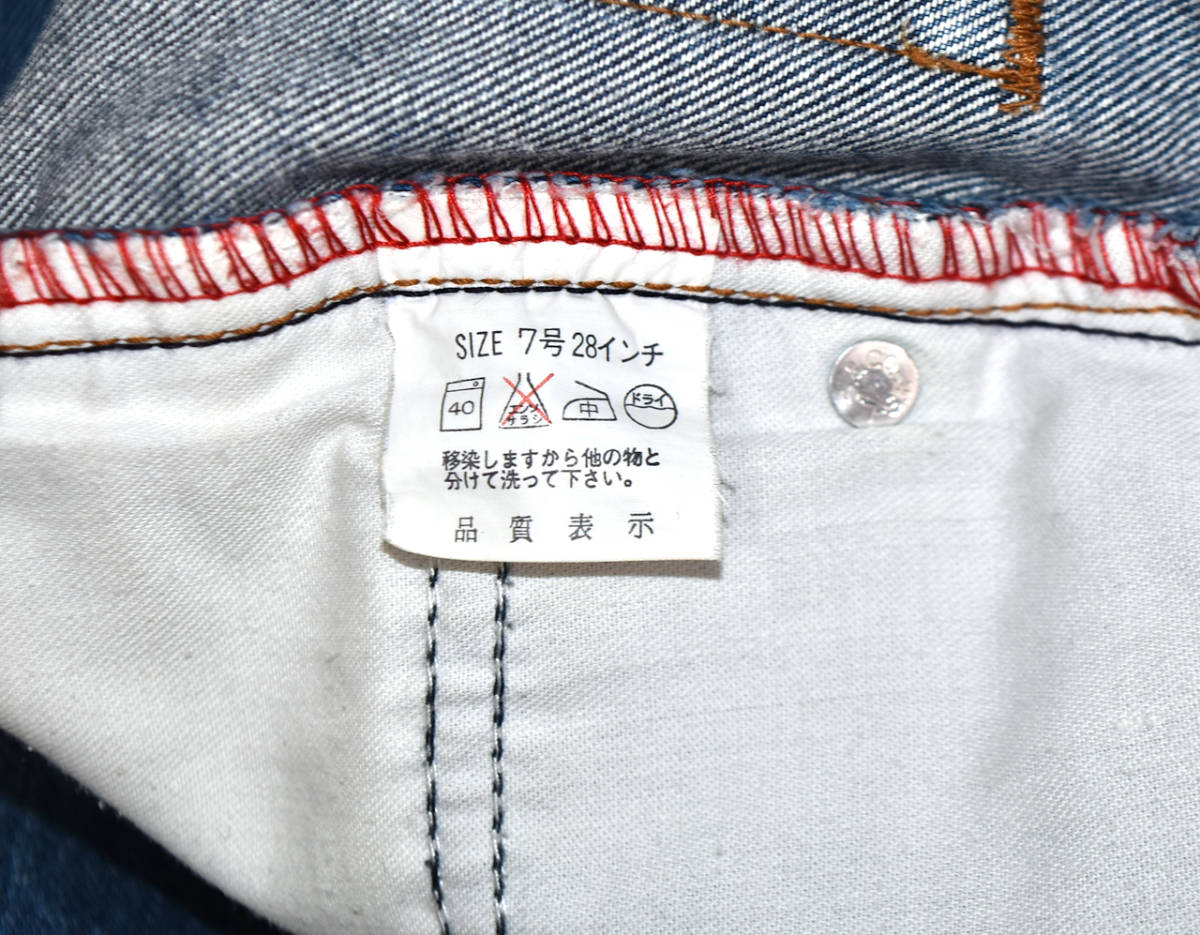 SIZE 7号 28インチ
40 エンソ サラシ 中 ドライ
移染しますから他の物と
分けて洗って下さい。
品質表示